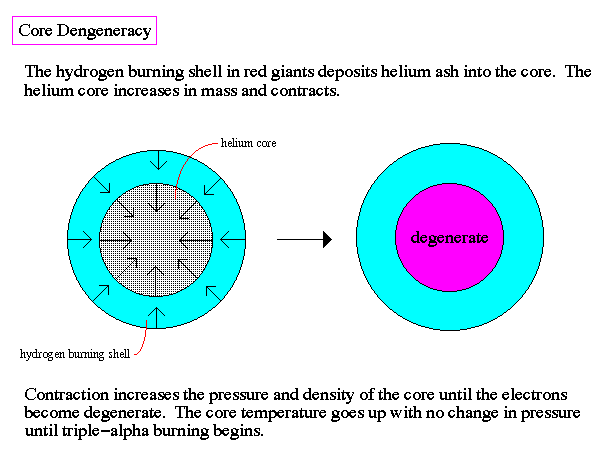 Core Dengeneracy
The hydrogen burning shell in red giants deposits helium ash into the core.  The
helium core increases in mass and contracts.
helium core
degenerate
hydrogen burning shell
Contraction increases the pressure and density of the core until the electrons
become degenerate.  The core temperature goes up with no change in pressure
until triple-alpha burning begins.